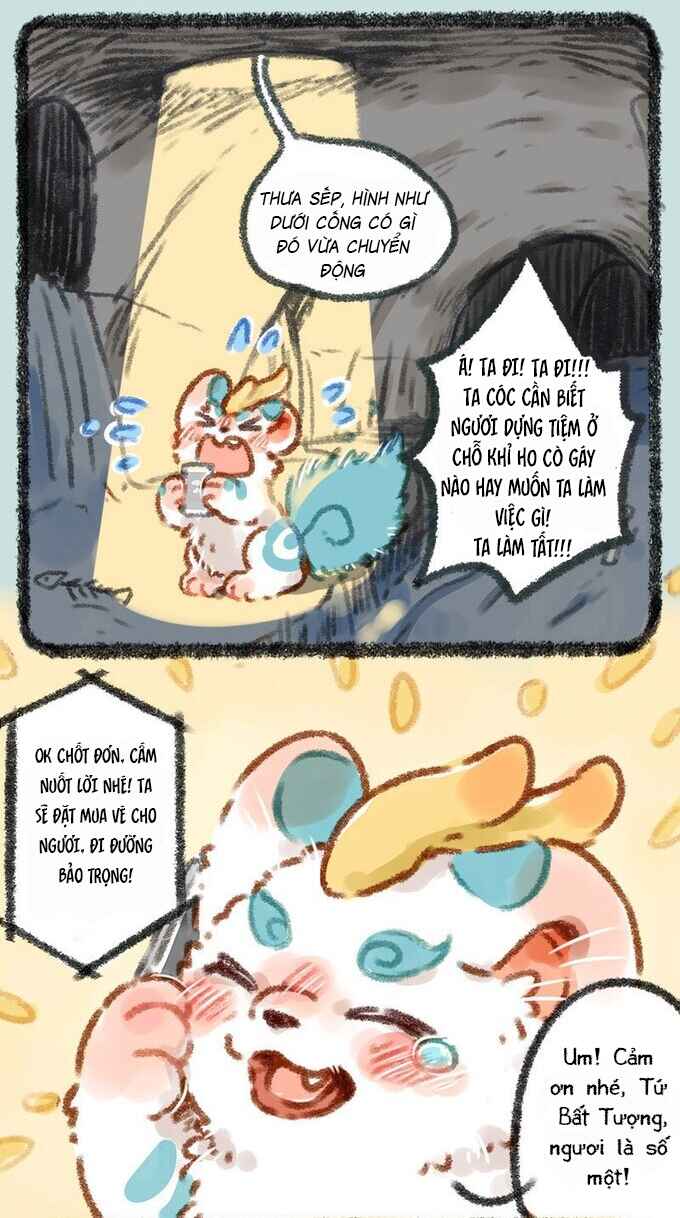 THƯA SẾP, HÌNH NHƯ
DƯỚI CỐNG CÓ GÌ
ĐÓ VỪA CHUYỂN
ĐỘNG
Á! TA ĐI! TA ĐI!!!
TA CÓC CẦN BIẾT
NGƯƠI DỰNG TIỆM Ở
CHỖ KHỈ HO CÒ GÁY
NÀO HAY MUỐN TA LÀM
VIỆC GÌ!
TA LÀM TẤT!!!
OK CHỐT ĐƠN, CẤM
NUỐT LỜI NHÉ! TA
SẼ ĐẶT MUA VÉ CHO
NGƯƠI, ĐI ĐƯỜNG
BẢO TRỌNG!
Um! Cảm
ơn nhé, Tứ
Bất Tượng,
ngươi là số
một!